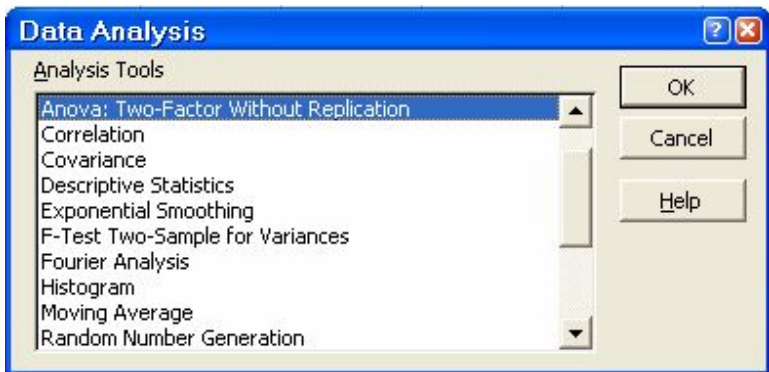 Data Analysis
Analysis Tools
Anova: Two-Factor Without Replication
Correlation
Covariance
Descriptive Statistics
Exponential Smoothing
F-Test Two-Sample for Variances
Fourier Analysis
Histogram
Moving Average
Random Number Generation
OK
Cancel
Help